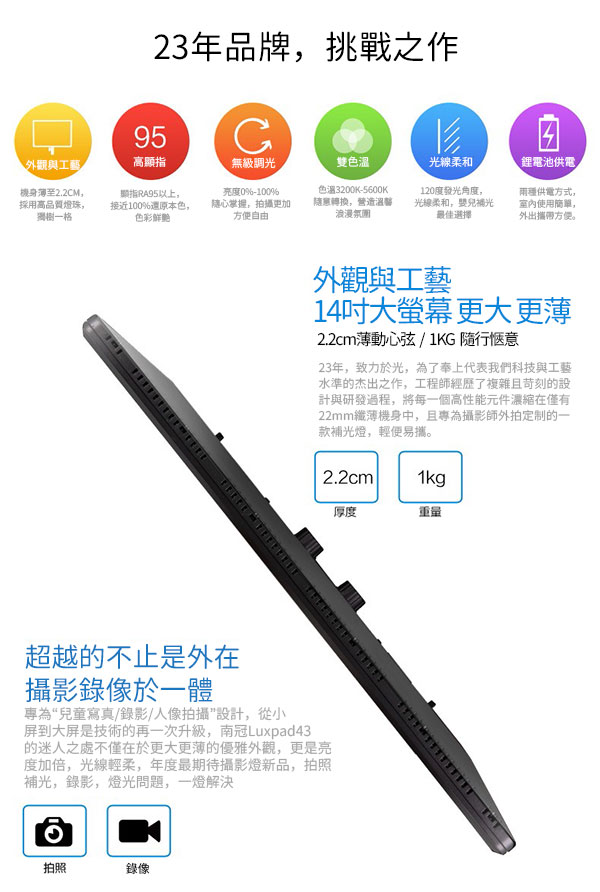 23年品牌，挑戰之作
外觀與工藝
機身薄至2.2CM，
採用高品質燈珠，
獨樹一格
95
高顯指
顯指RA95以上，
接近100%還原本色，
色彩鮮艷
無級調光
亮度0%-100%
隨心掌握，拍攝更加
方便自由
雙色溫
色溫3200K-5600K
隨意轉換，營造溫馨
浪漫氛圍
光線柔和
120度發光角度，
光線柔和，嬰兒補光
最佳選擇
鋰電池供電
兩種供電方式，
室內使用簡單，
外出攜帶方便。
外觀與工藝
14吋大螢幕 更大 更薄
2.2cm薄動心弦 / 1KG 隨行愜意
23年，致力於光，為了奉上代表我們科技與工藝
水準的杰出之作，工程師經歷了複雜且苛刻的設
計與研發過程，將每一個高性能元件濃縮在僅有
22mm纖薄機身中，且專為攝影師外拍定制的一
款補光燈，輕便易攜。
2.2cm
厚度
1kg
重量
超越的不止是外在
攝影錄像於一體
專為“兒童寫真/錄影/人像拍攝”設計，從小
屏到大屏是技術的再一次升級，南冠Luxpad43
的迷人之處不僅在於更大更薄的優雅外觀，更是亮
度加倍，光線輕柔，年度最期待攝影燈新品，拍照
補光，錄影，燈光問題，一燈解決
拍照
錄像